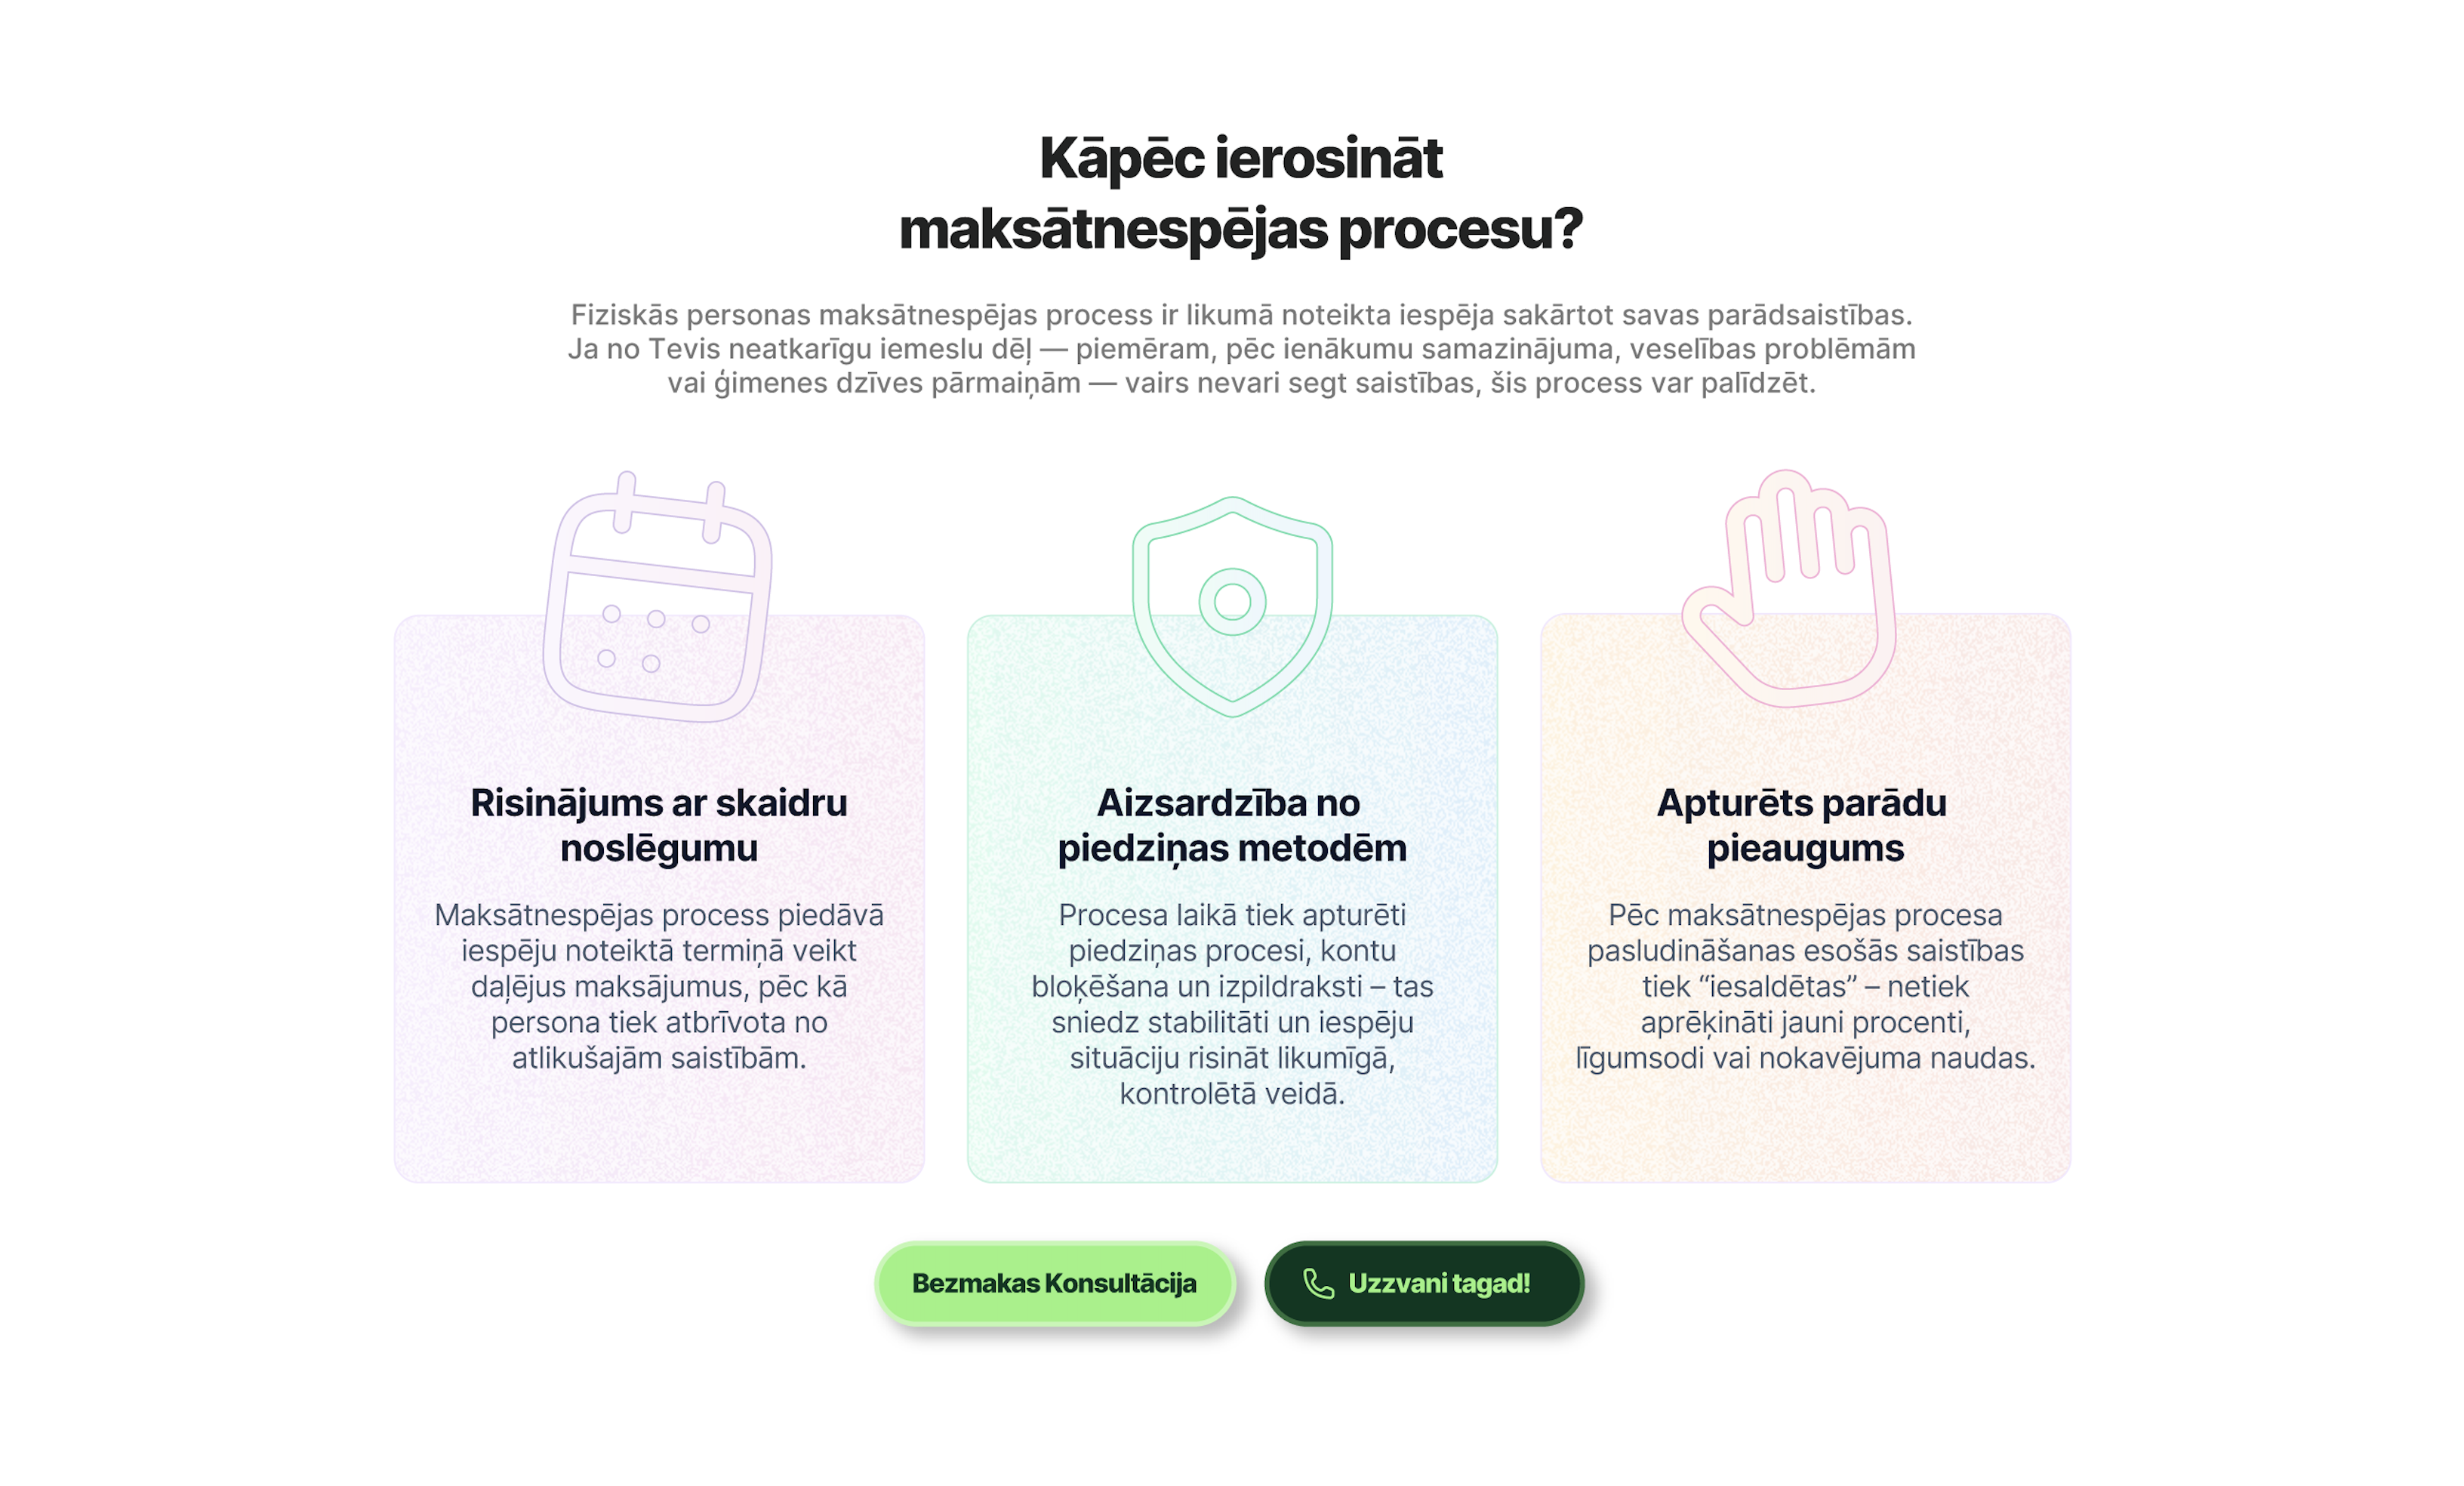 Kāpēc ierosināt
maksātnespējas procesu?
Fiziskās personas maksātnespējas process ir likumā noteikta iespēja sakārtot savas parādsaistības.
Ja no Tevis neatkarīgu iemeslu dēļ — piemēram, pēc ienākumu samazinājuma, veselības problēmām
vai ģimenes dzīves pārmaiņām — vairs nevari segt saistības, šis process var palīdzēt.
Risinājums ar skaidru
noslēgumu
Maksātnespējas process piedāvā
iespēju noteiktā termiņā veikt
daļējus maksājumus, pēc kā
persona tiek atbrīvota no
atlikušajām saistībām.
Aizsardzība no
piedziņas metodēm
Procesa laikā tiek apturēti
piedziņas procesi, kontu
bloķēšana un izpildraksti – tas
sniedz stabilitāti un iespēju
situāciju risināt likumīgā,
kontrolētā veidā.
Apturēts parādu
pieaugums
Pēc maksātnespējas procesa
pasludināšanas esošās saistības
tiek “iesaldētas” – netiek
aprēķināti jauni procenti,
līgumsodi vai nokavējuma naudas.
Bezmakas Konsultācija
Uzzvani tagad!